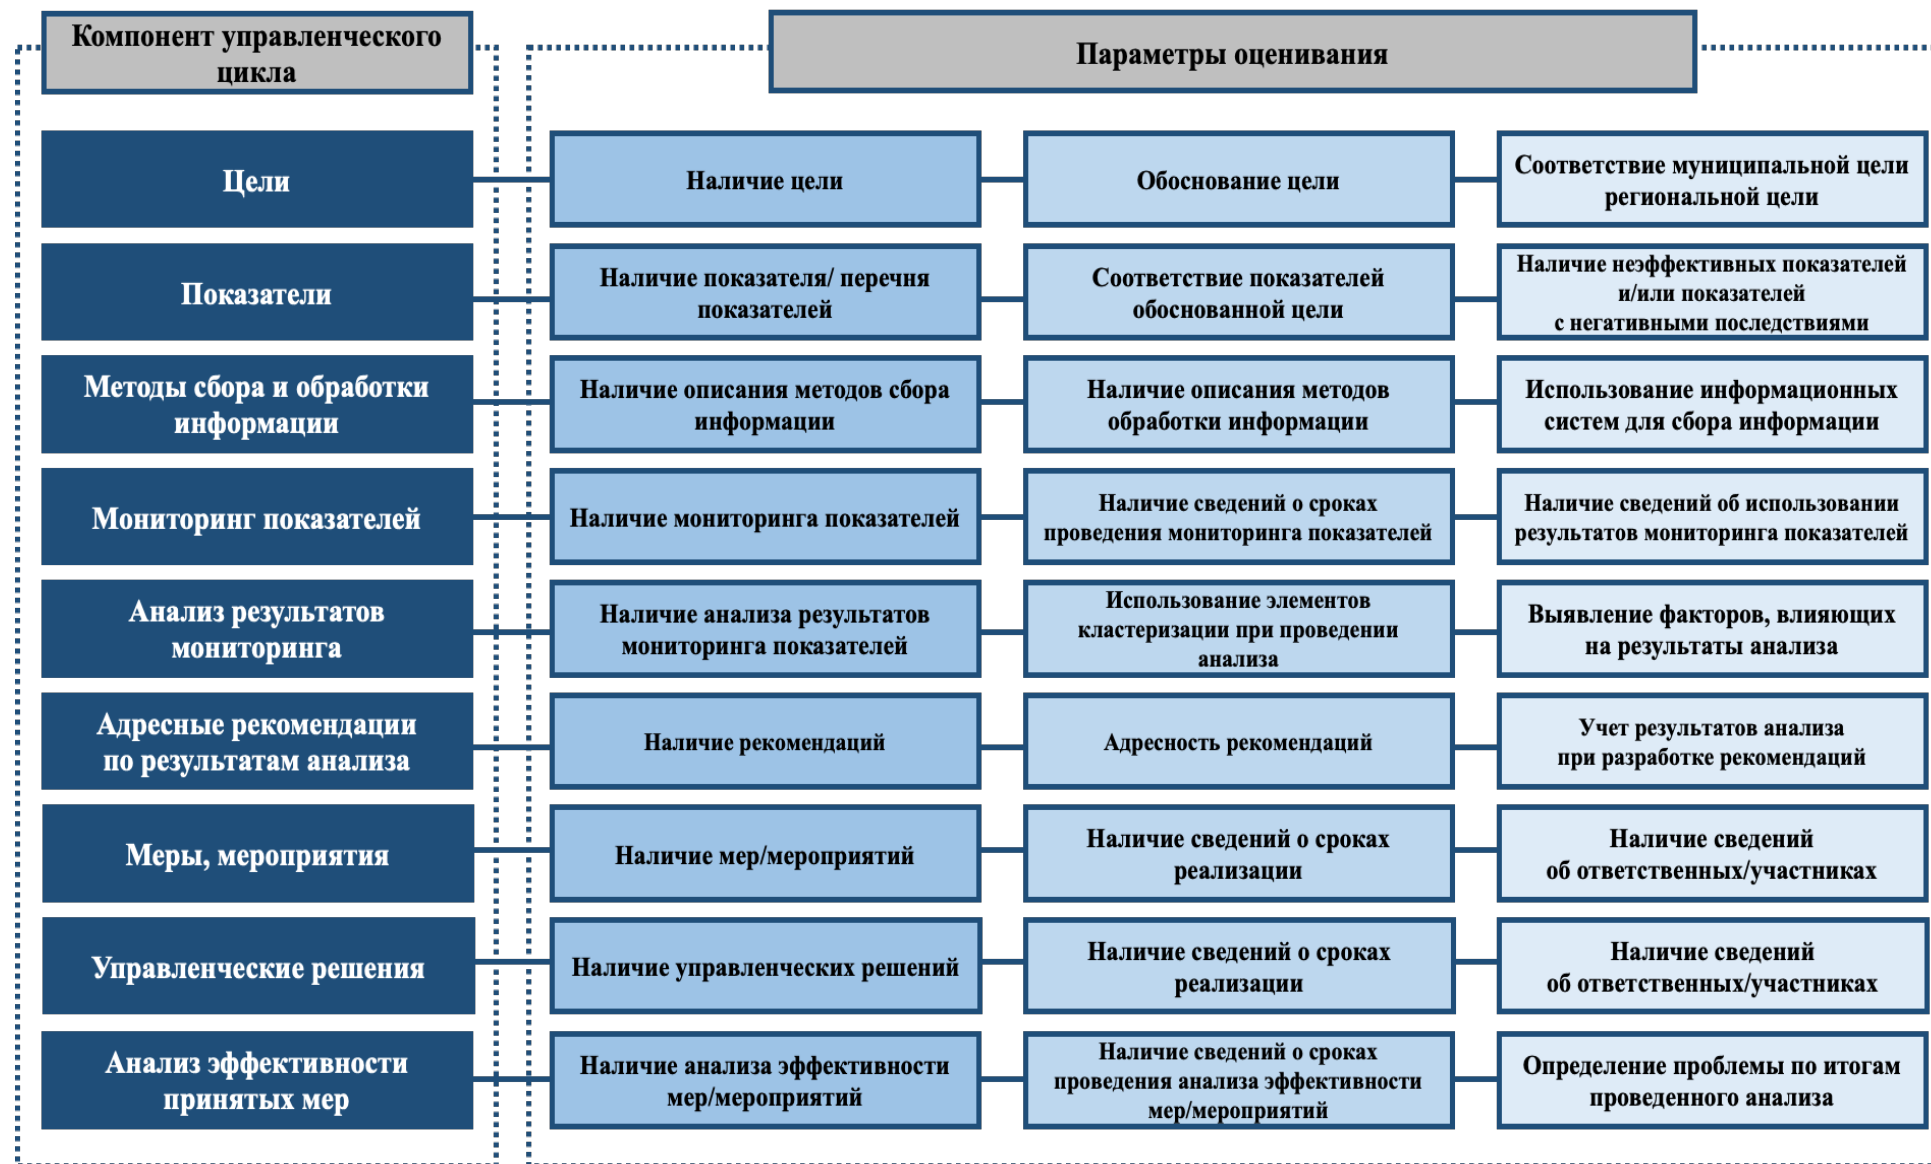 Компонент управленческого
цикла
Параметры оценивания
Цели
Наличие цели
Обоснование цели
Соответствие муниципальной цели
региональной цели
Показатели
Наличие показателя/ перечня
показателей
Соответствие показателей
обоснованной цели
Наличие неэффективных показателей
и/или показателей
с негативными последствиями
Методы сбора и обработки
информации
Наличие описания методов сбора
информации
Наличие описания методов
обработки информации
Использование информационных
систем для сбора информации
Мониторинг показателей
Наличие мониторинга показателей
Наличие сведений о сроках
проведения мониторинга показателей
Наличие сведений об использовании
результатов мониторинга показателей
Анализ результатов
мониторинга
Наличие анализа результатов
мониторинга показателей
Использование элементов
кластеризации при проведении
анализа
Выявление факторов, влияющих
на результаты анализа
Адресные рекомендации
по результатам анализа
Наличие рекомендаций
Адресность рекомендаций
Учет результатов анализа
при разработке рекомендаций
Меры, мероприятия
Наличие мер/мероприятий
Наличие сведений о сроках
реализации
Наличие сведений
об ответственных/участниках
Управленческие решения
Наличие управленческих решений
Наличие сведений о сроках
реализации
Наличие сведений
об ответственных/участниках
Анализ эффективности
принятых мер
Наличие анализа эффективности
мер/мероприятий
Наличие сведений о сроках
проведения анализа эффективности
мер/мероприятий
Определение проблемы по итогам
проведенного анализа